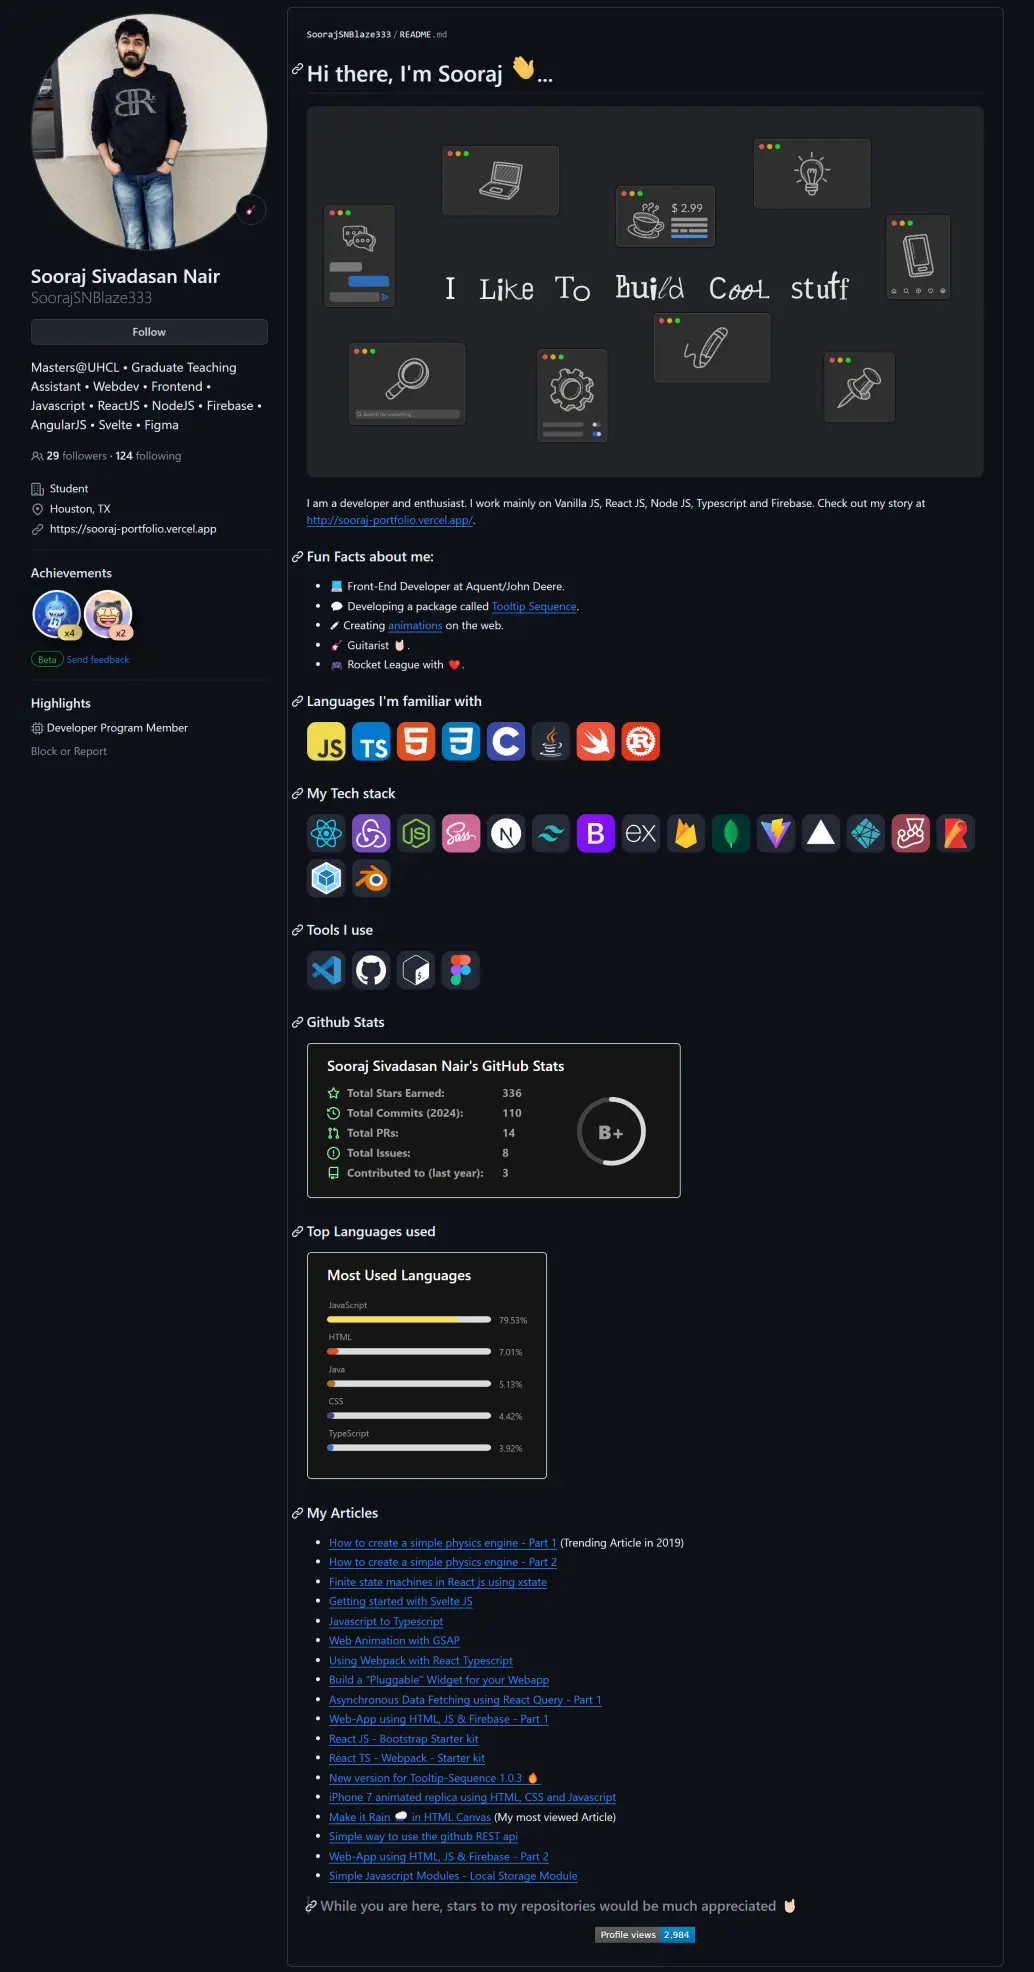 Sooraj Sivadasan Nair
SoorajSNBlaze333
Follow
Masters@UHCL • Graduate Teaching
Assistant • Webdev • Frontend •
Javascript • ReactJS • NodeJS • Firebase •
AngularJS • Svelte • Figma
29 followers · 124 following
Student
Houston, TX
https://sooraj-portfolio.vercel.app
Achievements
x4
x2
Beta Send feedback
Highlights
Developer Program Member
Block or Report
SoorajSNBlaze333/README.md
Hi there, I'm Sooraj 👋...
$ 2.99
I Like To Build Cool stuff
Search for something
I am a developer and enthusiast. I work mainly on Vanilla JS, React JS, Node JS, Typescript and Firebase. Check out my story at
http://sooraj-portfolio.vercel.app/.
Fun Facts about me:
• 💻 Front-End Developer at Aquent/John Deere.
• 💬 Developing a package called Tooltip Sequence.
• 🖋 Creating animations on the web.
• 🎸 Guitarist 🤘🏻.
• 🎮 Rocket League with ❤️.
Languages I'm familiar with
JS TS 5 3 C
My Tech stack
JS Sass N B ex
Tools I use
$_
Github Stats
Sooraj Sivadasan Nair's GitHub Stats
Total Stars Earned: 336
Total Commits (2024): 110
Total PRs: 14
Total Issues: 8
Contributed to (last year): 3
B+
Top Languages used
Most Used Languages
JavaScript
79.53%
HTML
7.01%
Java
5.13%
CSS
4.42%
TypeScript
3.92%
My Articles
• How to create a simple physics engine - Part 1 (Trending Article in 2019)
• How to create a simple physics engine - Part 2
• Finite state machines in React js using xstate
• Getting started with Svelte JS
• Javascript to Typescript
• Web Animation with GSAP
• Using Webpack with React Typescript
• Build a “Pluggable” Widget for your Webapp
• Asynchronous Data Fetching using React Query - Part 1
• Web-App using HTML, JS & Firebase - Part 1
• React JS - Bootstrap Starter kit
• React TS - Webpack - Starter kit
• New version for Tooltip-Sequence 1.0.3 🔥
• iPhone 7 animated replica using HTML, CSS and Javascript
• Make it Rain 🌧 in HTML Canvas (My most viewed Article)
• Simple way to use the github REST api
• Web-App using HTML, JS & Firebase - Part 2
• Simple Javascript Modules - Local Storage Module
While you are here, stars to my repositories would be much appreciated 🤘🏻
Profile views 2,984